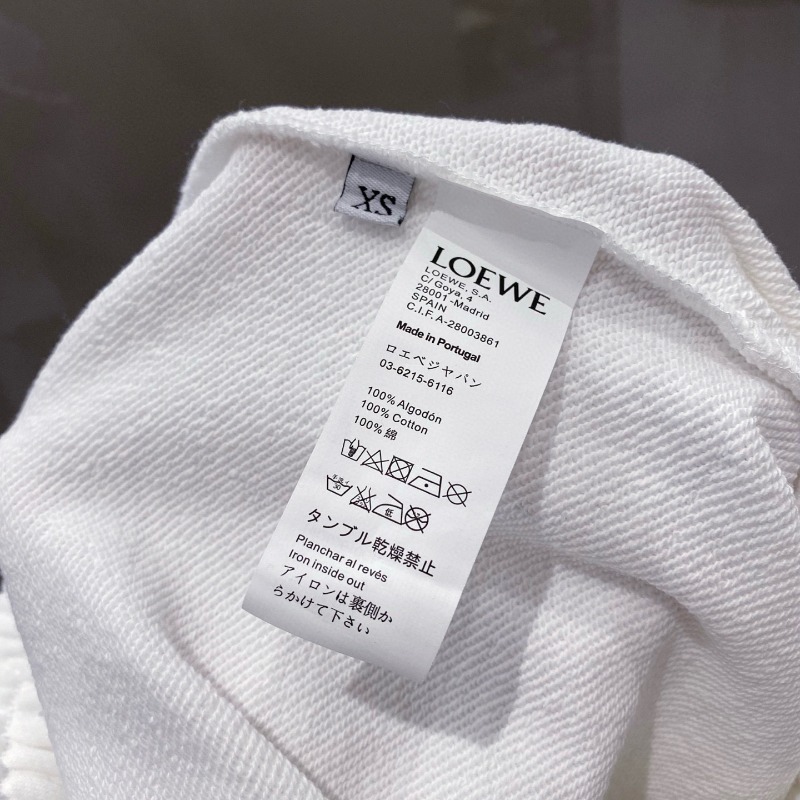 XS
LOEWE
LOEWE, S.A.
C/ Goya, 4
28001 -Madrid
SPAIN
C.I.F. A-28003861
Made in Portugal
ロエベジャパン
03-6215-6116
100% Algodón
100% Cotton
100% 綿
低
タンブル乾燥禁止
Planchar al revés
Iron inside out
アイロンは裏側か
らかけて下さい